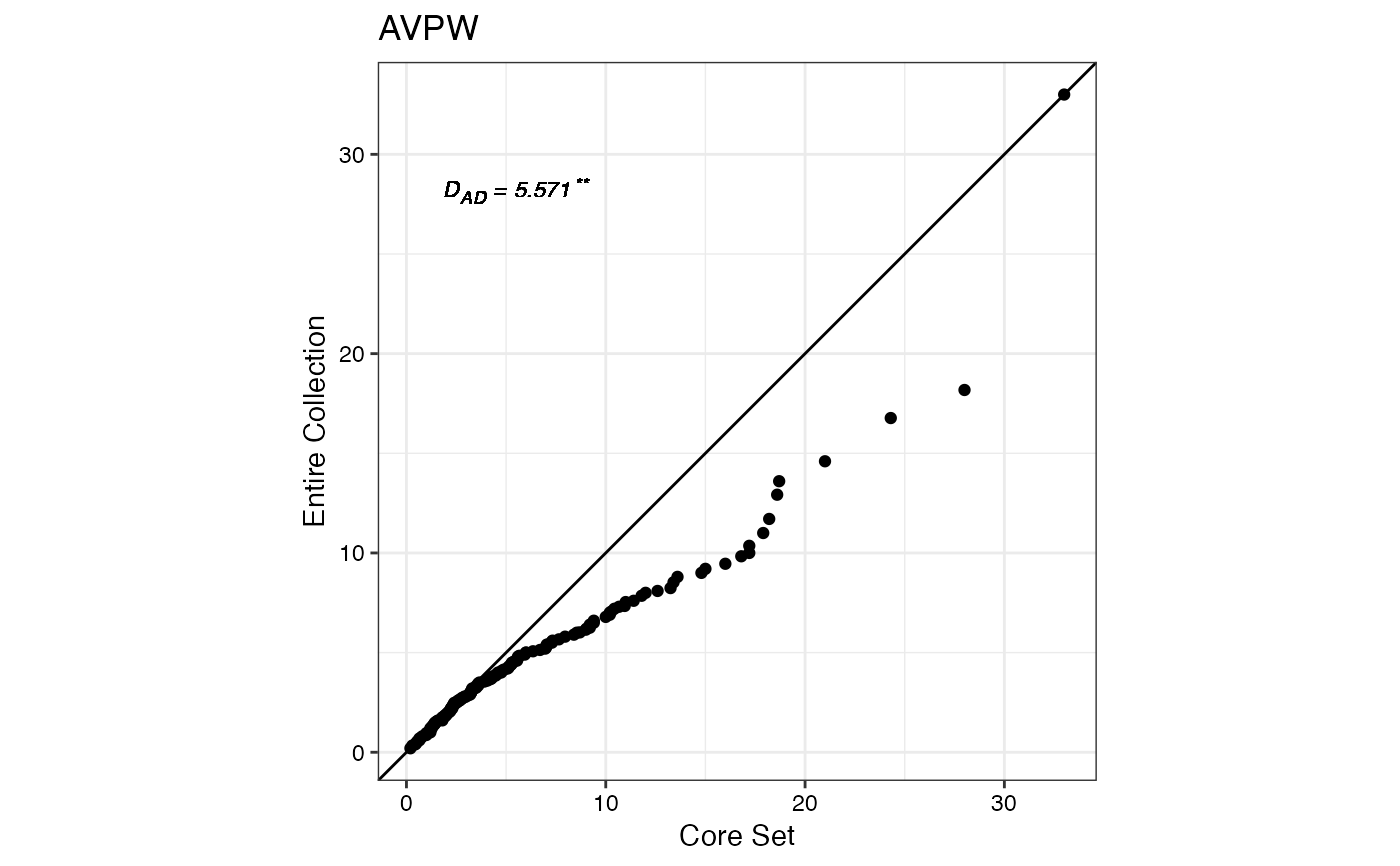 AVPW
D_AD = 5.571 **
Entire Collection
30
20
10
0
0 10 20 30
Core Set